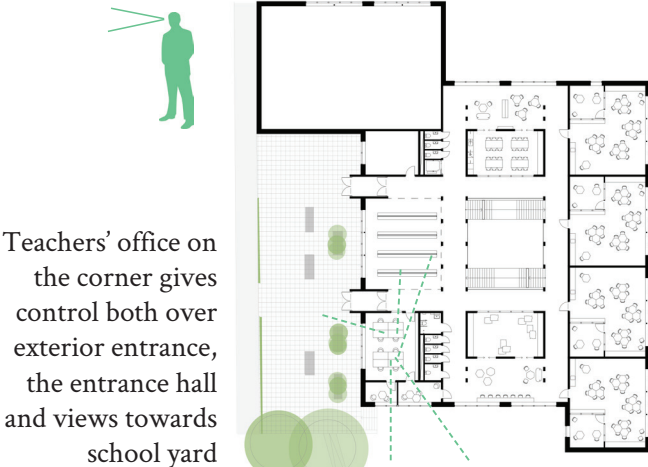 Teachers’ office on
the corner gives
control both over
exterior entrance,
the entrance hall
and views towards
school yard